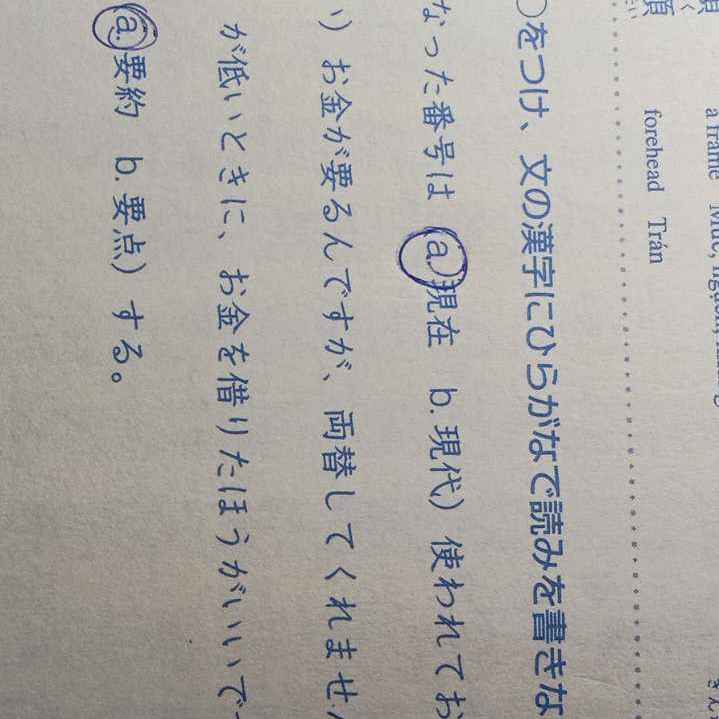 a frame
forehead Trán
をつけ、文の漢字にひらがなで読みを書きな
なった番号は a. 現在 b. 現代）使われてお
い）お金が要るんですが、両替してくれませ
が低いときに、お金を借りたほうがいいで
a. 要約 b. 要点）する。